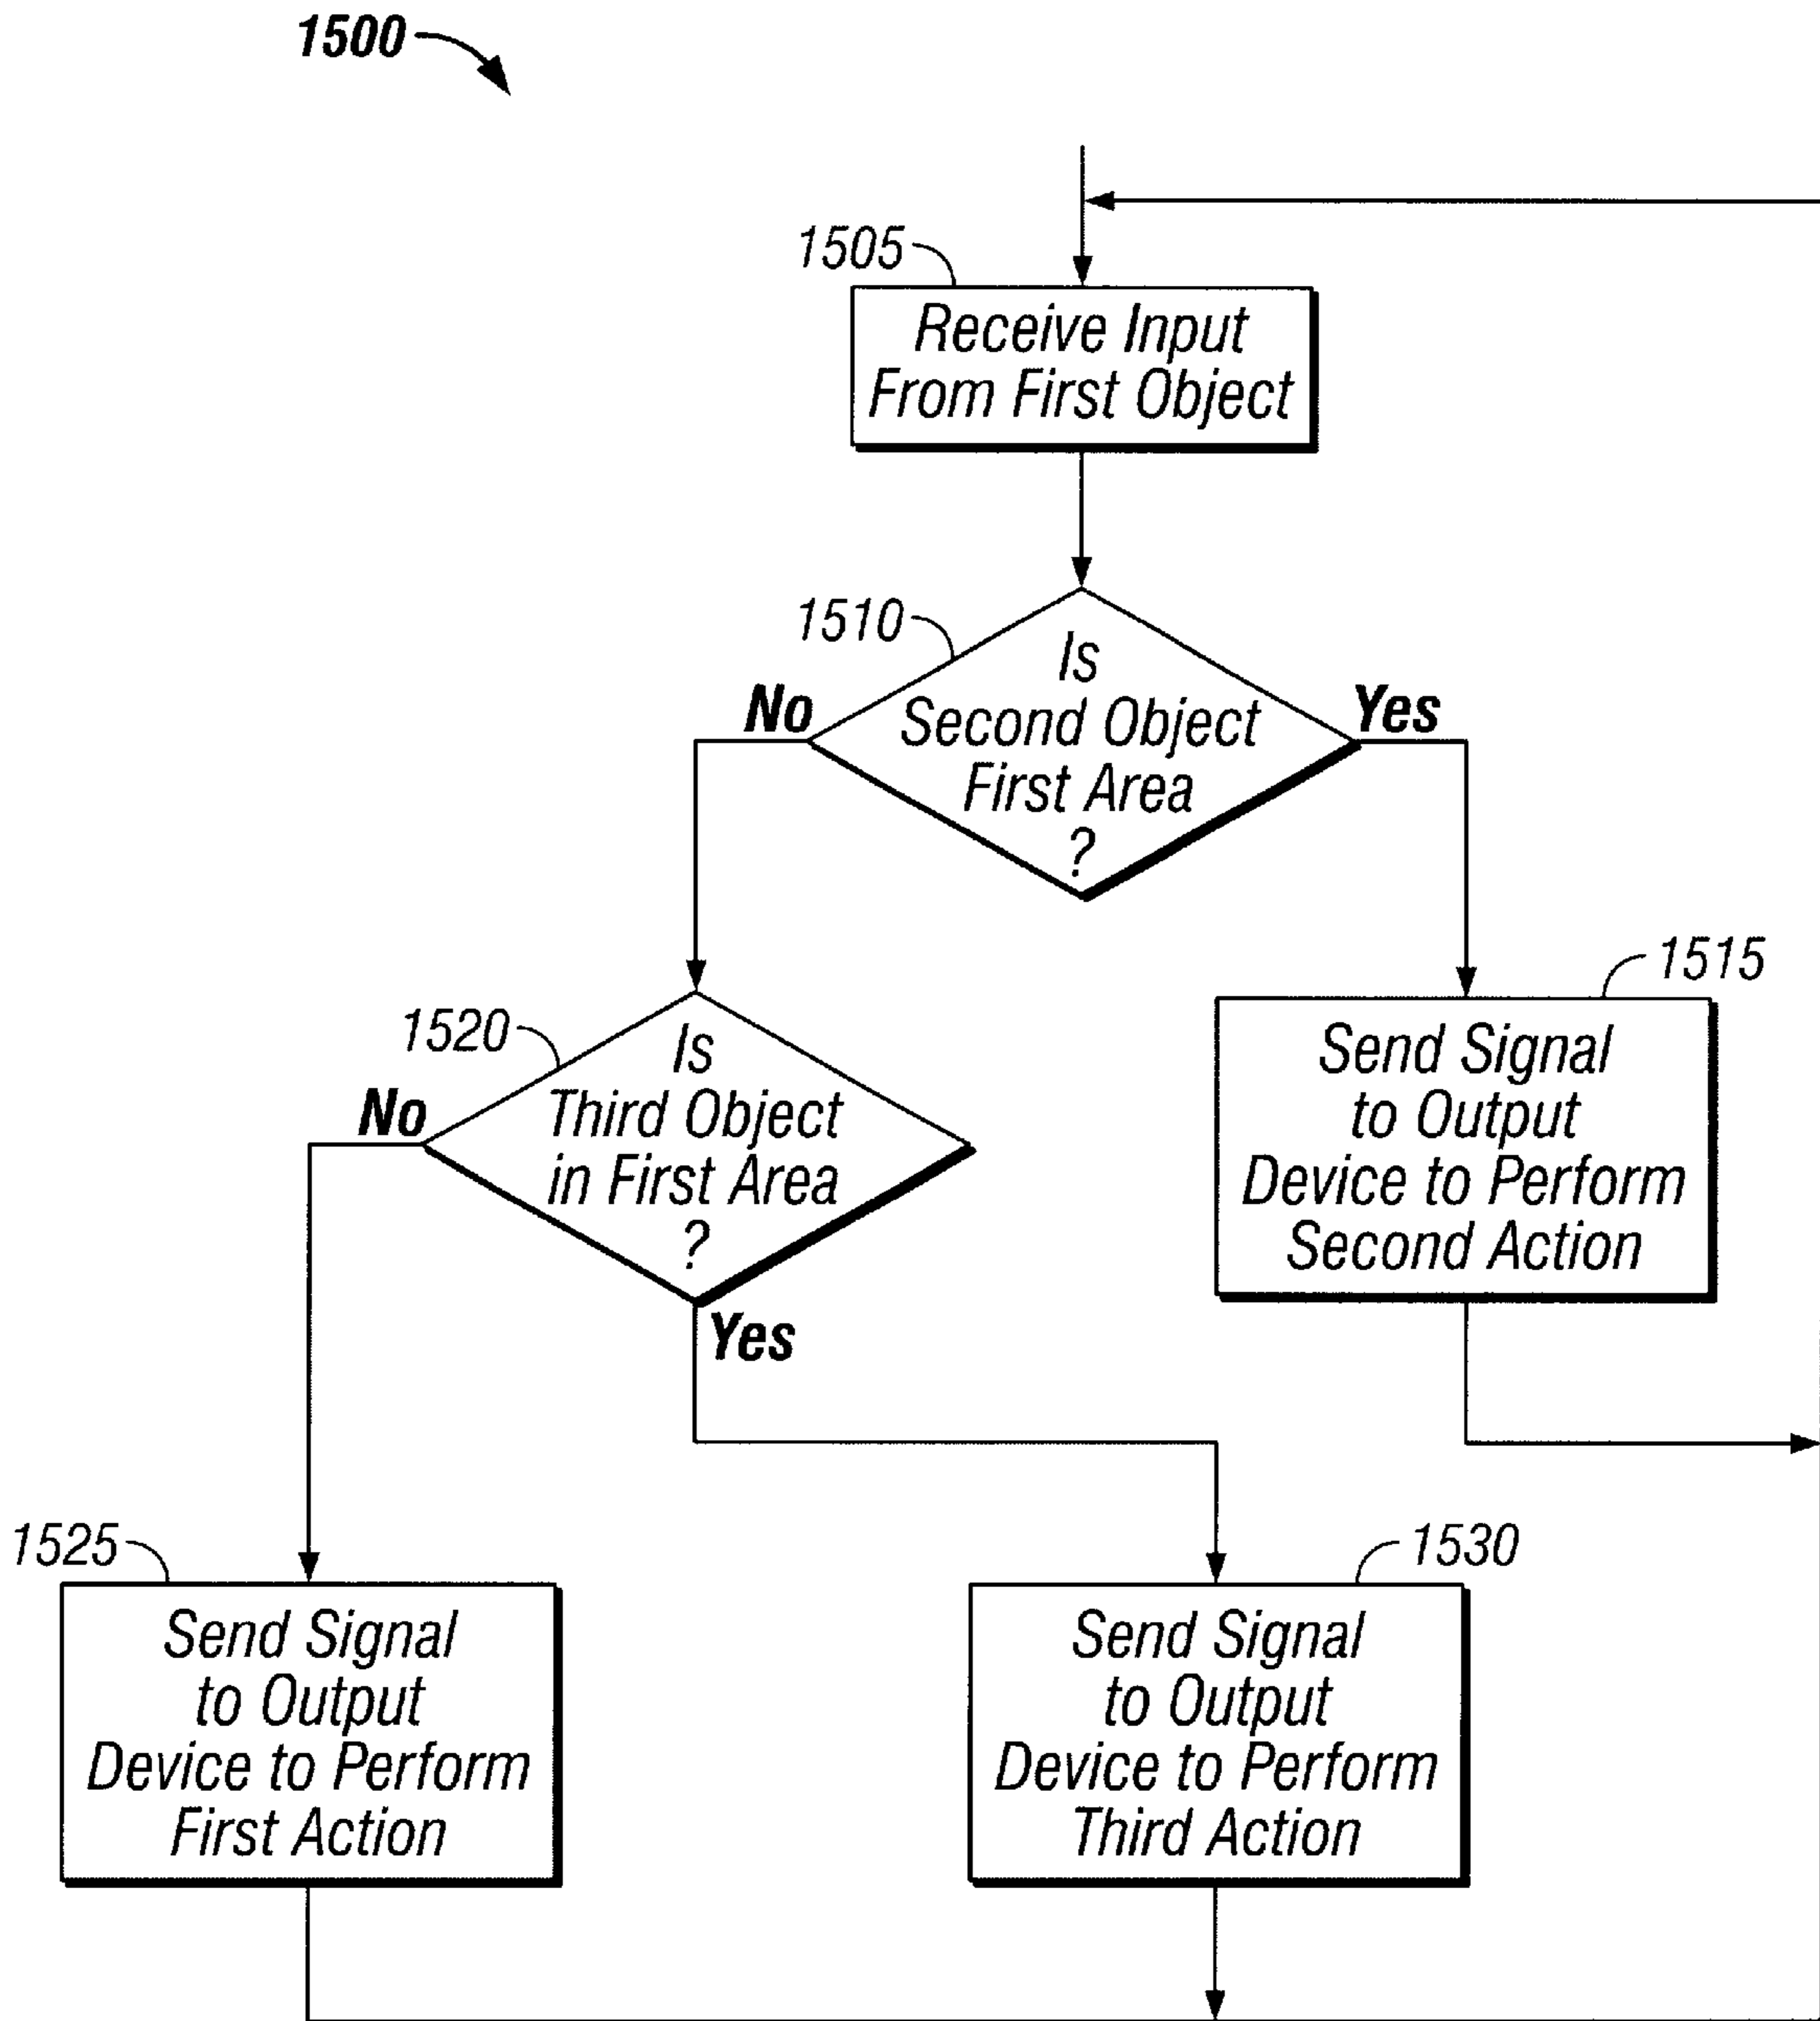 1500
1505
Receive Input
From First Object
1510
Is
Second Object
First Area
?
No
Yes
1515
Send Signal
to Output
Device to Perform
Second Action
1520
Is
Third Object
in First Area
?
No
Yes
1525
Send Signal
to Output
Device to Perform
First Action
1530
Send Signal
to Output
Device to Perform
Third Action